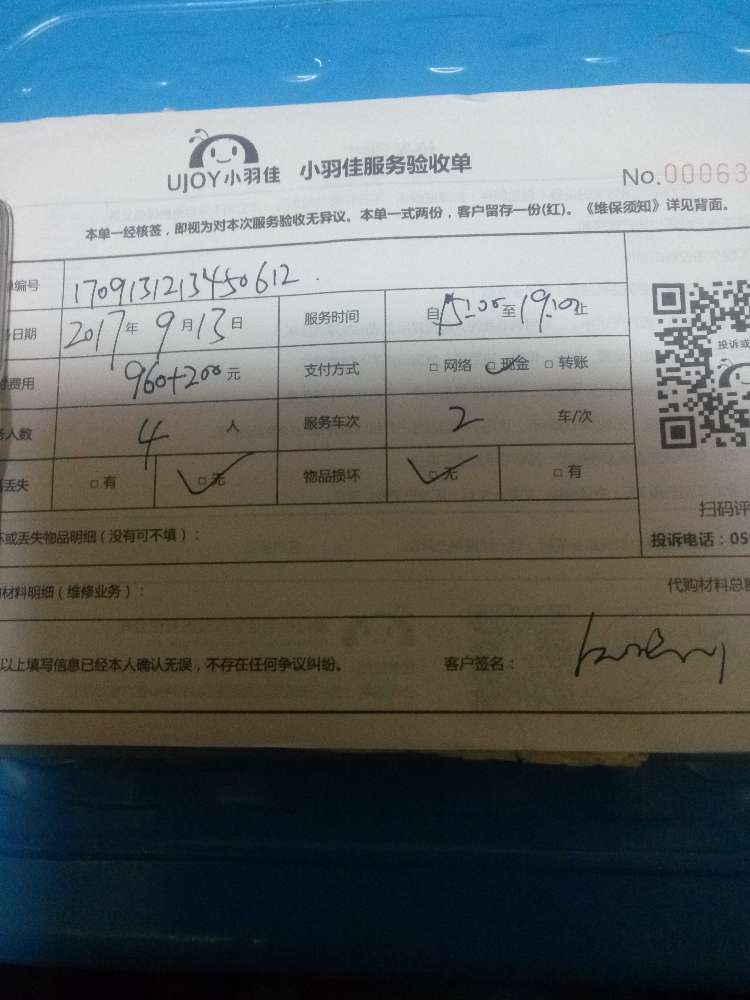 UJOY小羽佳 小羽佳服务验收单 No.00063
本单一经核签，即视为对本次服务验收无异议。本单一式两份，客户留存一份(红)。《维保须知》详见背面。
编号 1709131213450612
日期 2017年9月13日 服务时间 自15:00至19:00止
费用 960+200元 支付方式 □ 网络 □ 现金 □ 转账
人数 4 人 服务车次 2 车/次
丢失 □ 有 □ 无 物品损坏 □ 无 □ 有
投诉或
扫码评
或丢失物品明细（没有可不填）： 投诉电话：05
材料明细（维修业务）： 代购材料总
以上填写信息已经本人确认无误，不存在任何争议纠纷。 客户签名：